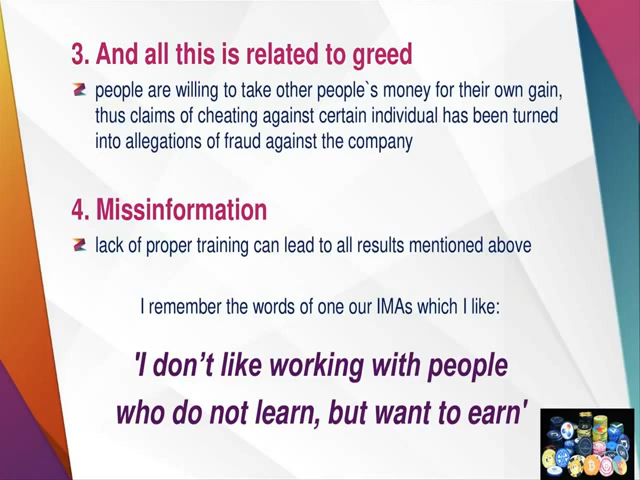 3. And all this is related to greed
people are willing to take other people`s money for their own gain,
thus claims of cheating against certain individual has been turned
into allegations of fraud against the company
4. Missinformation
lack of proper training can lead to all results mentioned above
I remember the words of one our IMAs which I like:
'I don’t like working with people
who do not learn, but want to earn'